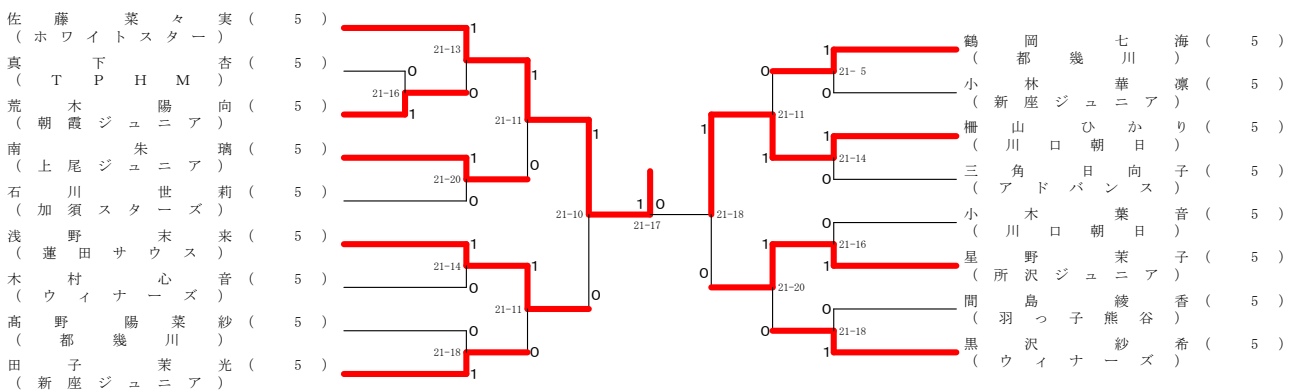 佐藤菜々実(5)
(ホワイトスター)
真下杏(5)
(TPHM)
荒木陽向(5)
(朝霞ジュニア)
南朱璃(5)
(上尾ジュニア)
石川世莉(5)
(加須スターズ)
浅野末来(5)
(蓮田サウス)
木村心音(5)
(ウィナーズ)
髙野陽菜紗(5)
(都幾川)
田子茉光(5)
(新座ジュニア)
1
21-13
0
0
21-16
1
1
21-11
0
1
21-20
0
1
21-10
0
1
21-14
0
1
21-11
0
0
21-18
1
1 0
21-17
1
21-18
0
0
21-11
1
1
21- 5
0
1
21-14
0
1
21-20
0
0
21-16
1
0
21-18
1
鶴岡七海(5)
(都幾川)
小林華凛(5)
(新座ジュニア)
柵山ひかり(5)
(川口朝日)
三角日向子(5)
(アドバンス)
小木葉音(5)
(川口朝日)
星野茉子(5)
(所沢ジュニア)
間島綾香(5)
(羽っ子熊谷)
黒沢紗希(5)
(ウィナーズ)